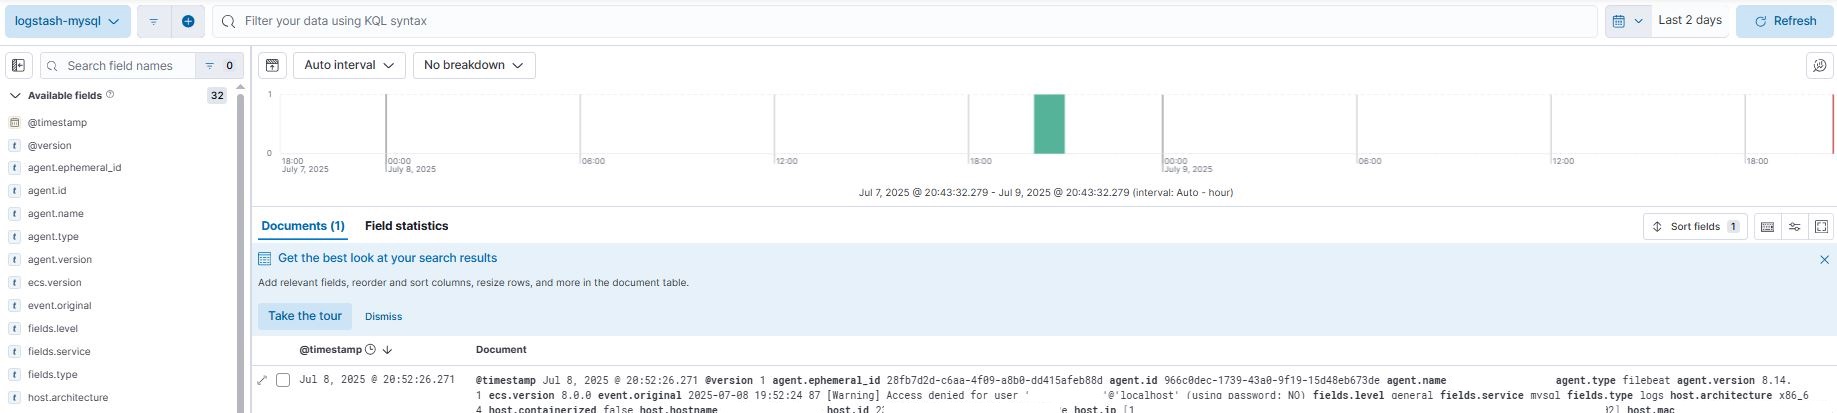 logstash-mysql
Filter your data using KQL syntax
Last 2 days
Refresh
Search field names
0
Auto interval
No breakdown
Available fields
32
@timestamp
@version
agent.ephemeral_id
agent.id
agent.name
agent.type
agent.version
ecs.version
event.original
fields.level
fields.service
fields.type
host.architecture
1
0
18:00 00:00 06:00 12:00 18:00 00:00 06:00 12:00 18:00
July 7, 2025 July 8, 2025 July 9, 2025
Jul 7, 2025 @ 20:43:32.279 - Jul 9, 2025 @ 20:43:32.279 (interval: Auto - hour)
Documents (1)
Field statistics
Sort fields 1
Get the best look at your search results
Add relevant fields, reorder and sort columns, resize rows, and more in the document table.
Take the tour
Dismiss
@timestamp
Document
Jul 8, 2025 @ 20:52:26.271
@timestamp Jul 8, 2025 @ 20:52:26.271 @version 1 agent.ephemeral_id 28fb7d2d-c6aa-4f09-a8b0-dd415afeb88d agent.id 966c0dec-1739-43a0-9f19-15d48eb673de agent.name agent.type filebeat agent.version 8.14.
1 ecs.version 8.0.0 event.original 2025-07-08 19:52:24 87 [Warning] Access denied for user ' '@'localhost' (using password: NO) fields.level general fields.service mysql fields.type logs host.architecture x86_6
4 host.containerized false host.hostname host.id host.ip [1 host.mac